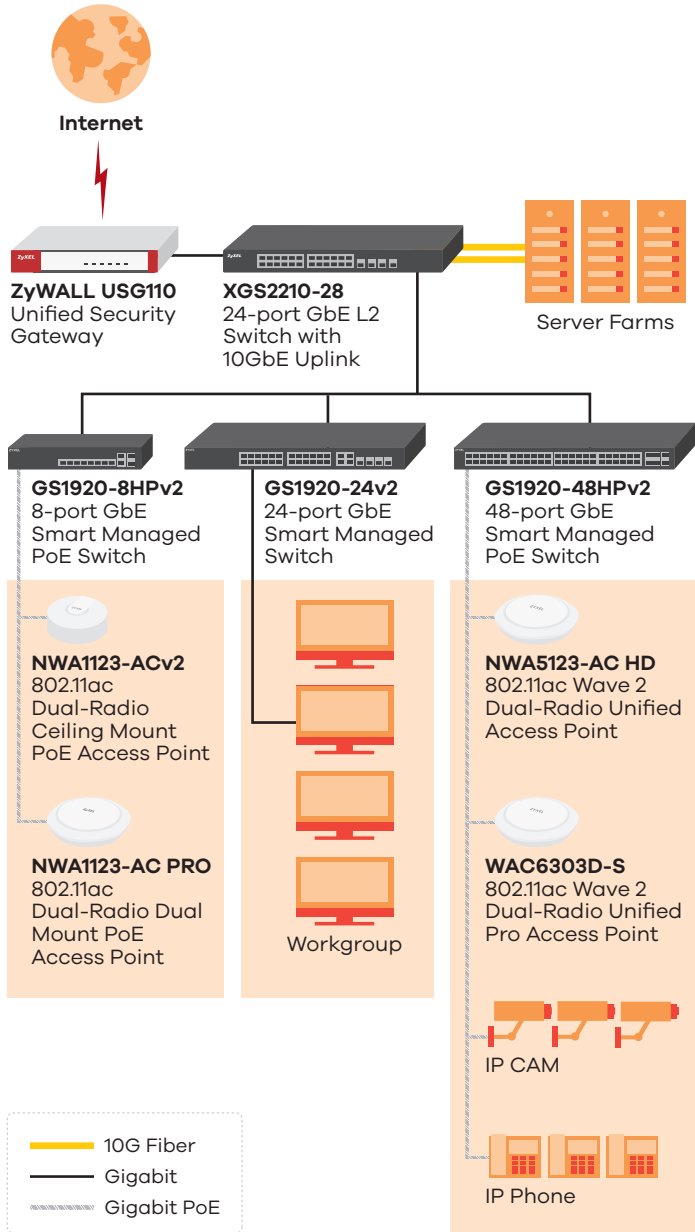 Internet
ZyXEL
ZyWALL USG110
Unified Security
Gateway
ZyXEL
XGS2210-28
24-port GbE L2
Switch with
10GbE Uplink
Server Farms
GS1920-8HPv2
8-port GbE
Smart Managed
PoE Switch
GS1920-24v2
24-port GbE
Smart Managed
Switch
GS1920-48HPv2
48-port GbE
Smart Managed
PoE Switch
NWA1123-ACv2
802.11ac
Dual-Radio
Ceiling Mount
PoE Access Point
NWA1123-AC PRO
802.11ac
Dual-Radio Dual
Mount PoE
Access Point
Workgroup
NWA5123-AC HD
802.11ac Wave 2
Dual-Radio Unified
Access Point
WAC6303D-S
802.11ac Wave 2
Dual-Radio Unified
Pro Access Point
IP CAM
IP Phone
10G Fiber
Gigabit
Gigabit PoE